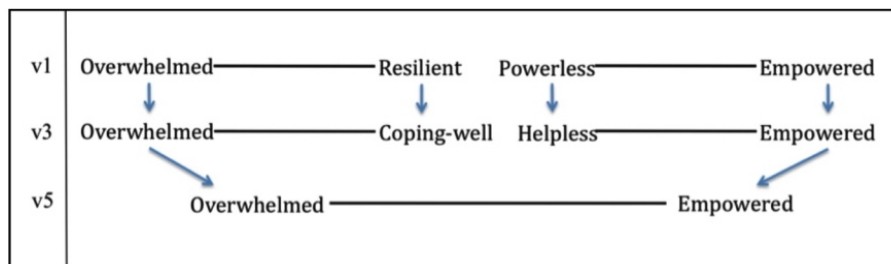 v1 Overwhelmed Resilient Powerless Empowered
v3 Overwhelmed Coping-well Helpless Empowered
v5 Overwhelmed Empowered